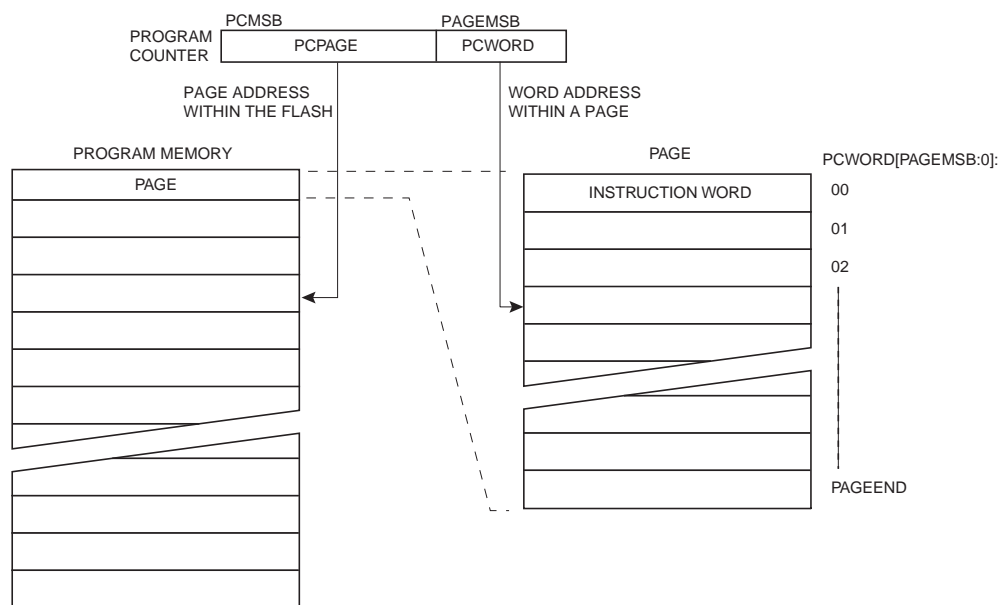 PCMSB PAGEMSB
PROGRAM
COUNTER
PCPAGE PCWORD
PAGE ADDRESS
WITHIN THE FLASH
WORD ADDRESS
WITHIN A PAGE
PROGRAM MEMORY
PAGE
PAGE
PCWORD[PAGEMSB:0]:
INSTRUCTION WORD
00
01
02
PAGEEND